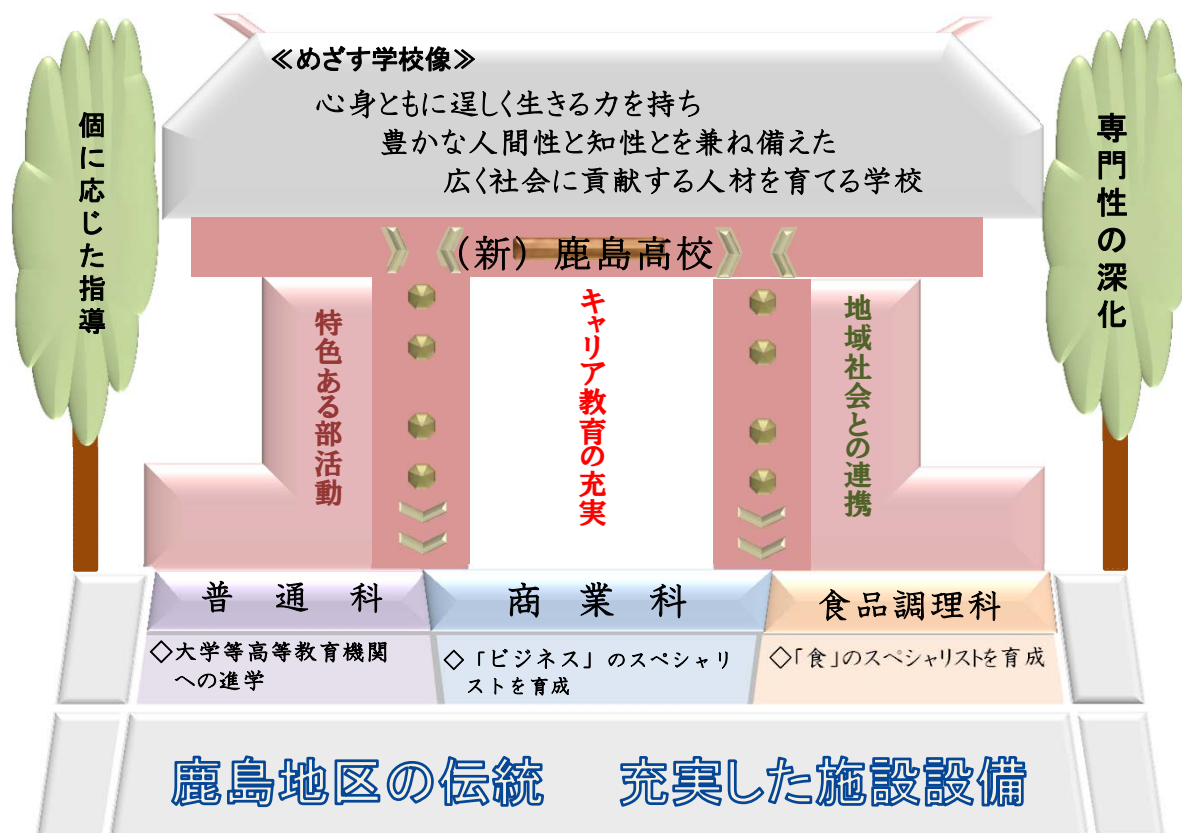 ≪めざす学校像≫
心身ともに逞しく生きる力を持ち
豊かな人間性と知性とを兼ね備えた
広く社会に貢献する人材を育てる学校
個に応じた指導
専門性の深化
(新) 鹿島高校
特色ある部活動
キャリア教育の充実
地域社会との連携
普通科
商業科
食品調理科
◇大学等高等教育機関
への進学
◇「ビジネス」のスペシャリ
ストを育成
◇「食」のスペシャリストを育成
鹿島地区の伝統 充実した施設設備